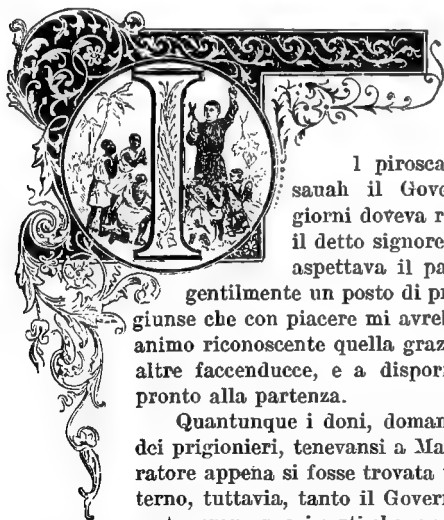 I
l pirosca
sauah il Gove
giorni doveva r
il detto signore
aspettava il pa
gentilmente un posto di pr
giunse che con piacere mi avreb
animo riconoscente quella graz
altre faccenducce, e a dispor
pronto alla partenza.
Quantunque i doni, doman
dei prigionieri, tenevansi a Ma
ratore appena si fosse trovata
terno, tuttavia, tanto il Govern